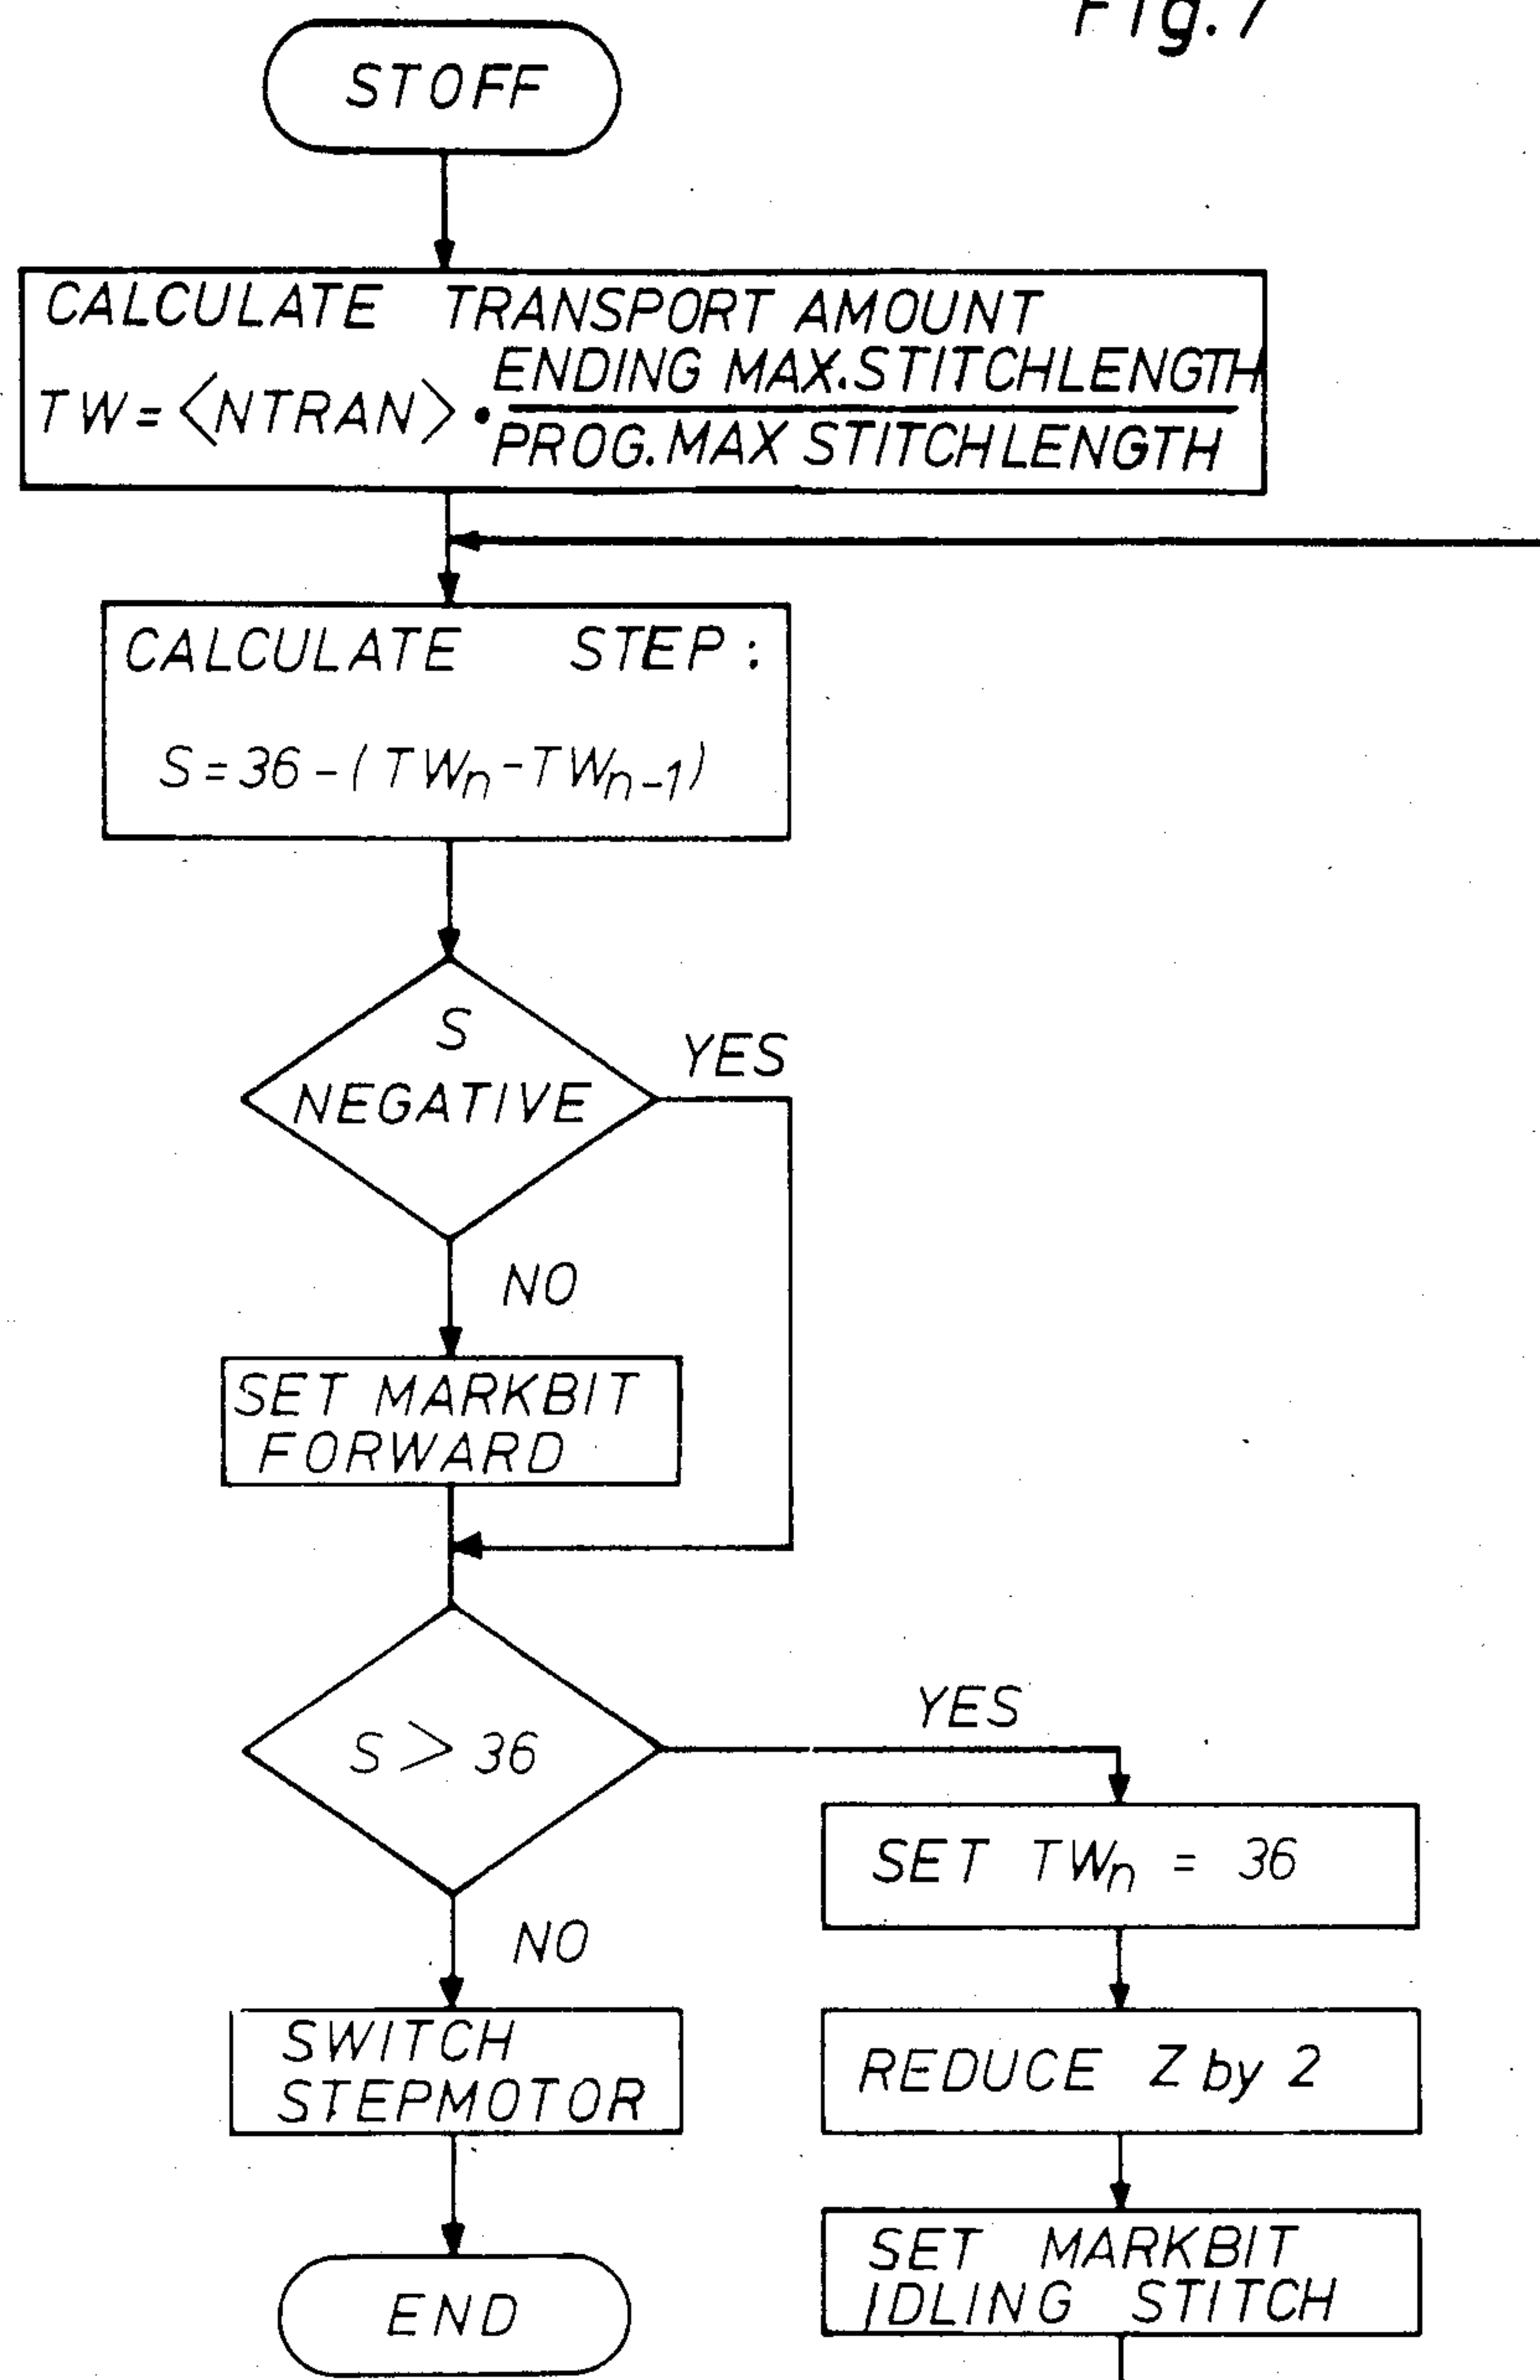 Fig. 7
STOFF
CALCULATE TRANSPORT AMOUNT
TW = <NTRAN> • ENDING MAX. STITCHLENGTH
PROG. MAX STITCHLENGTH
CALCULATE STEP :
S = 36 - (TWn - TWn-1)
S
NEGATIVE
YES
NO
SET MARKBIT
FORWARD
S > 36
YES
NO
SET TWn = 36
SWITCH
STEPMOTOR
REDUCE Z by 2
SET MARKBIT
IDLING STITCH
END